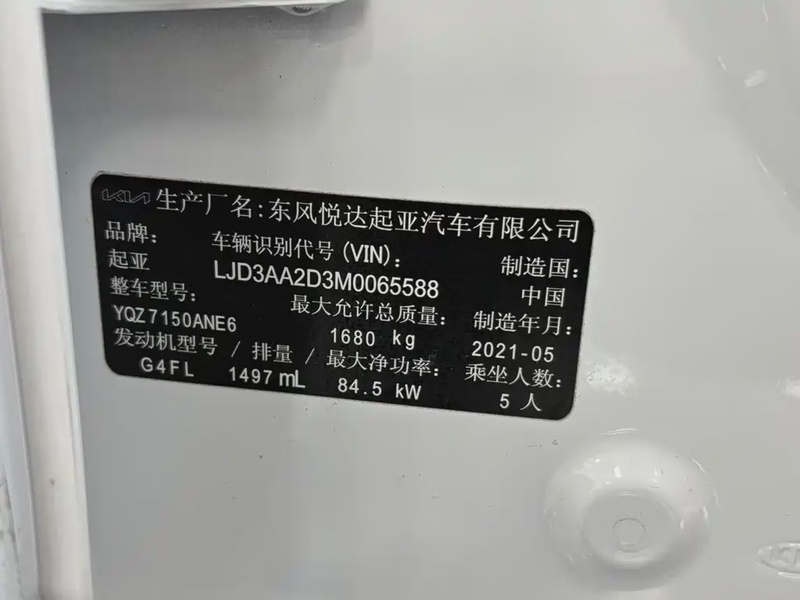 KIA 生产厂名:东风悦达起亚汽车有限公司
品牌: 车辆识别代号(VIN): 制造国:
起亚 LJD3AA2D3M0065588 中国
整车型号: 最大允许总质量: 制造年月:
YQZ7150ANE6 1680 kg 2021-05
发动机型号 / 排量 / 最大净功率: 乘坐人数:
G4FL 1497mL 84.5 kW 5 人